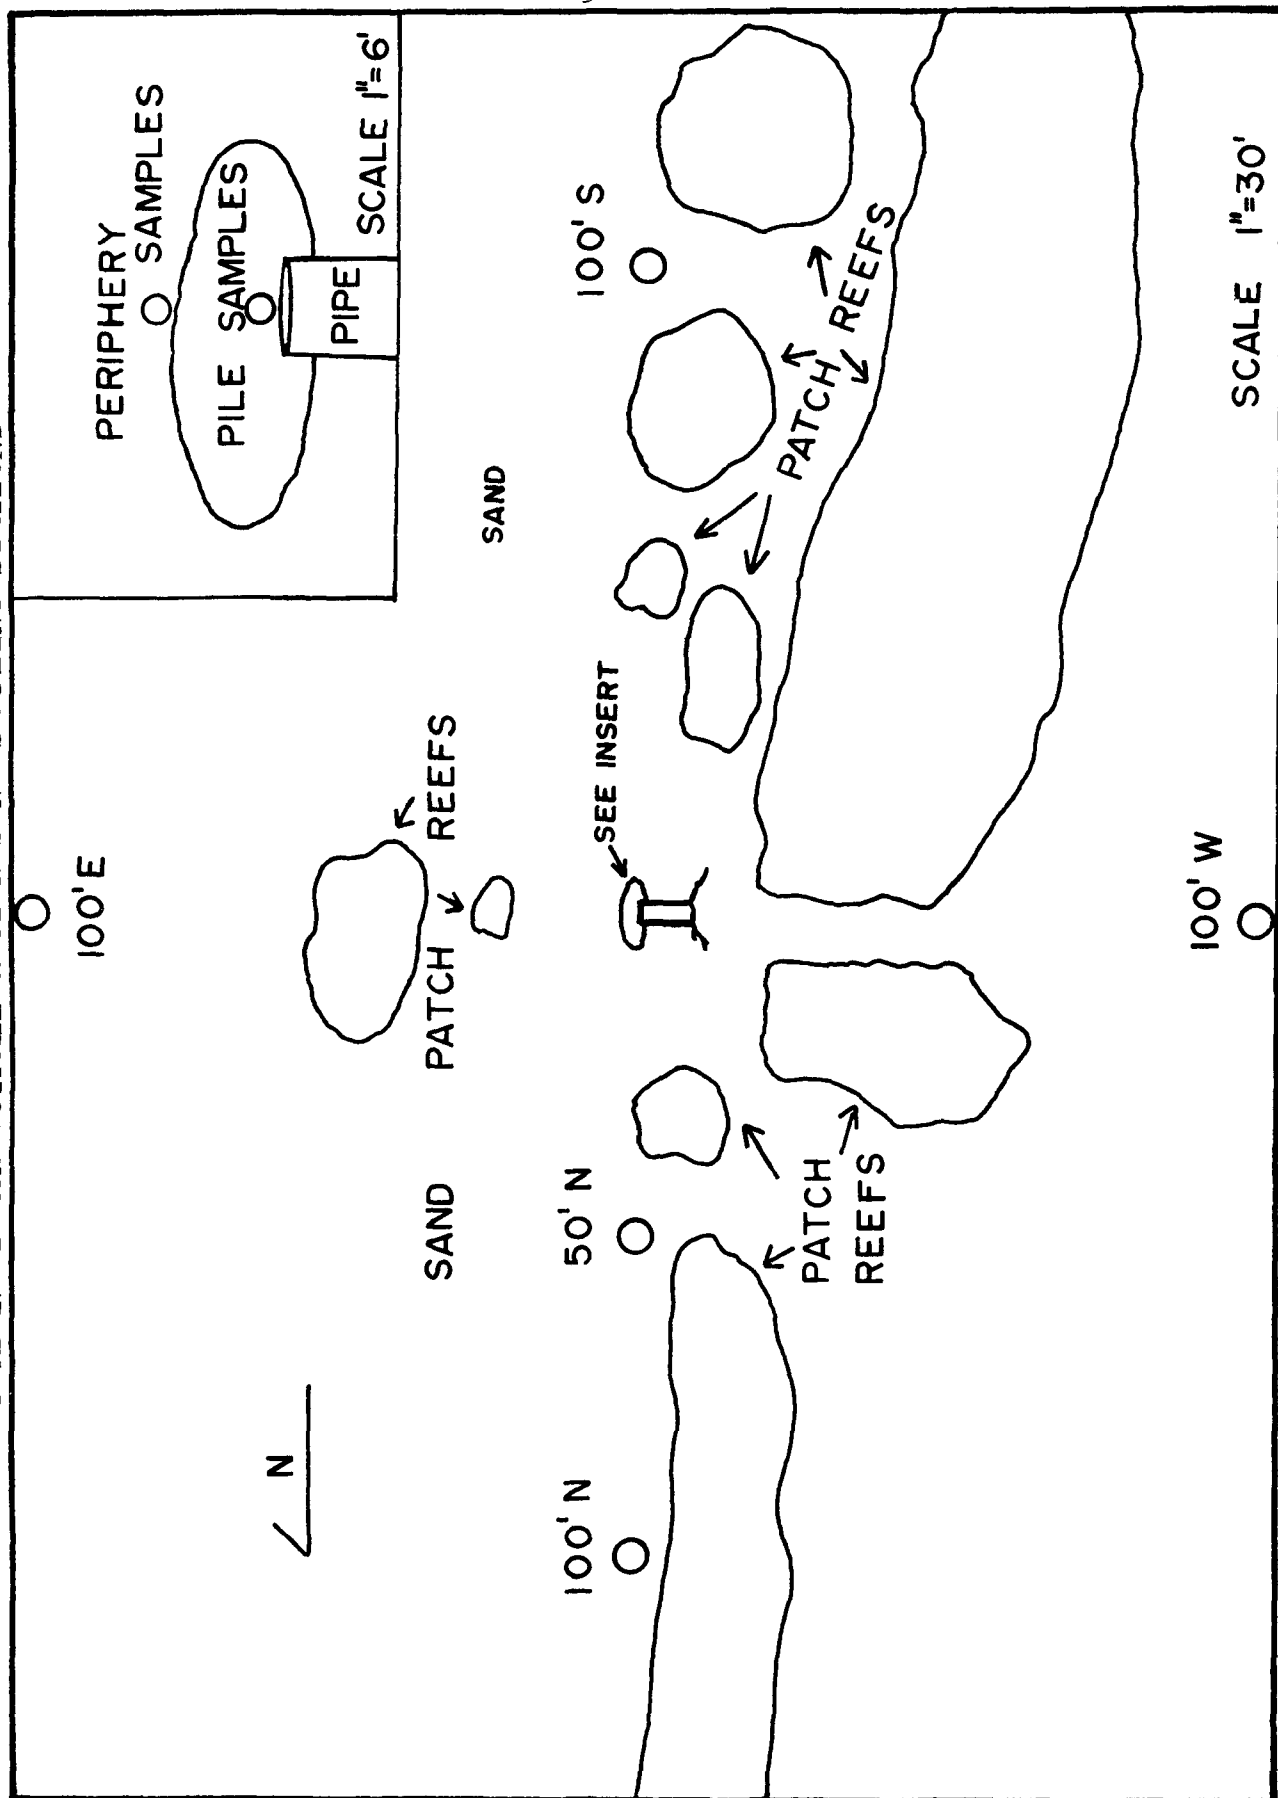 PERIPHERY
SAMPLES
PILE SAMPLES
PIPE
SCALE 1"=6'
100' E
PATCH REEFS
SAND
SEE INSERT
100' S
PATCH REEFS
N
SAND
100' N
50' N
PATCH
REEFS
100' W
SCALE 1"=30'